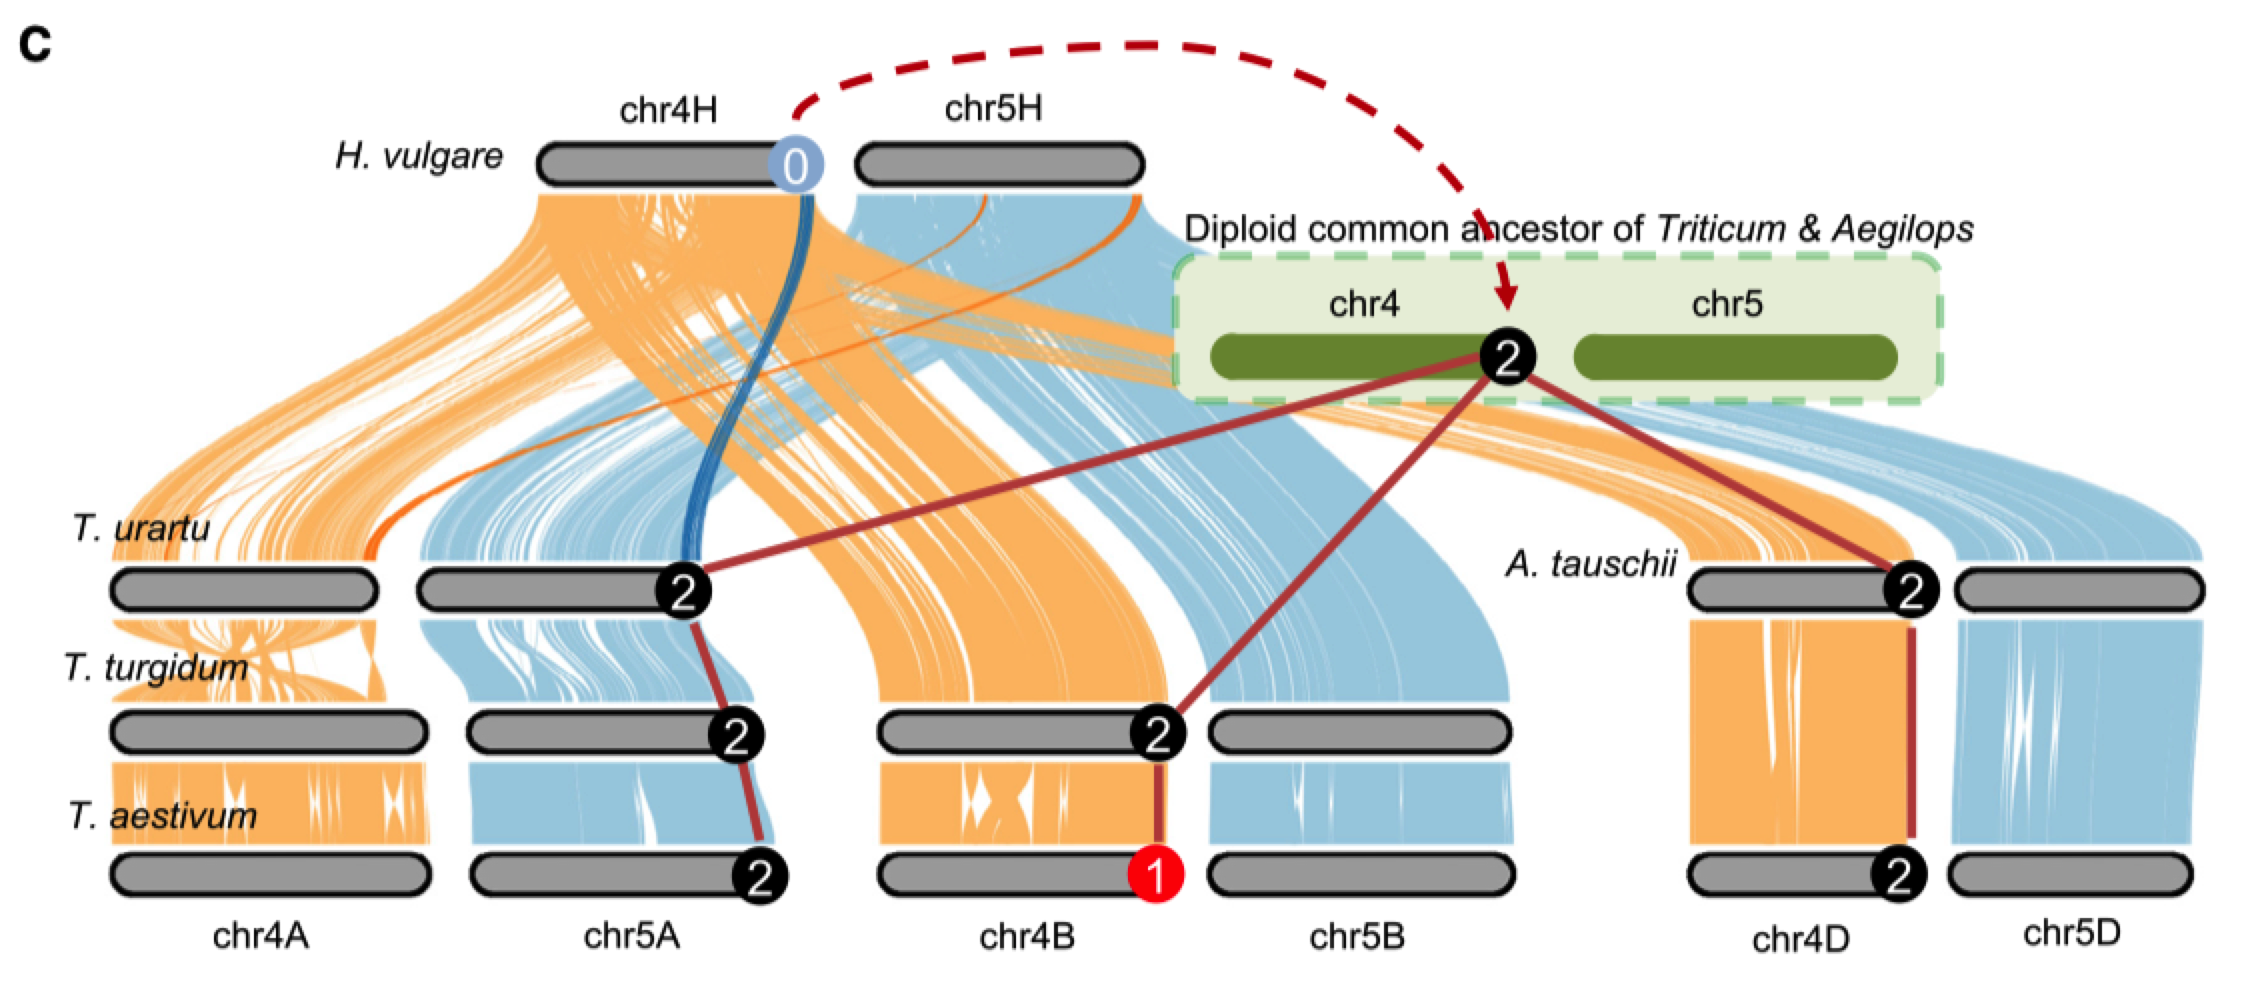 c
chr4H chr5H
H. vulgare 0
Diploid common ancestor of Triticum & Aegilops
chr4 chr5
2
T. urartu
A. tauschii
2 2
T. turgidum
2 2
T. aestivum
2 1 2
chr4A chr5A chr4B chr5B chr4D chr5D